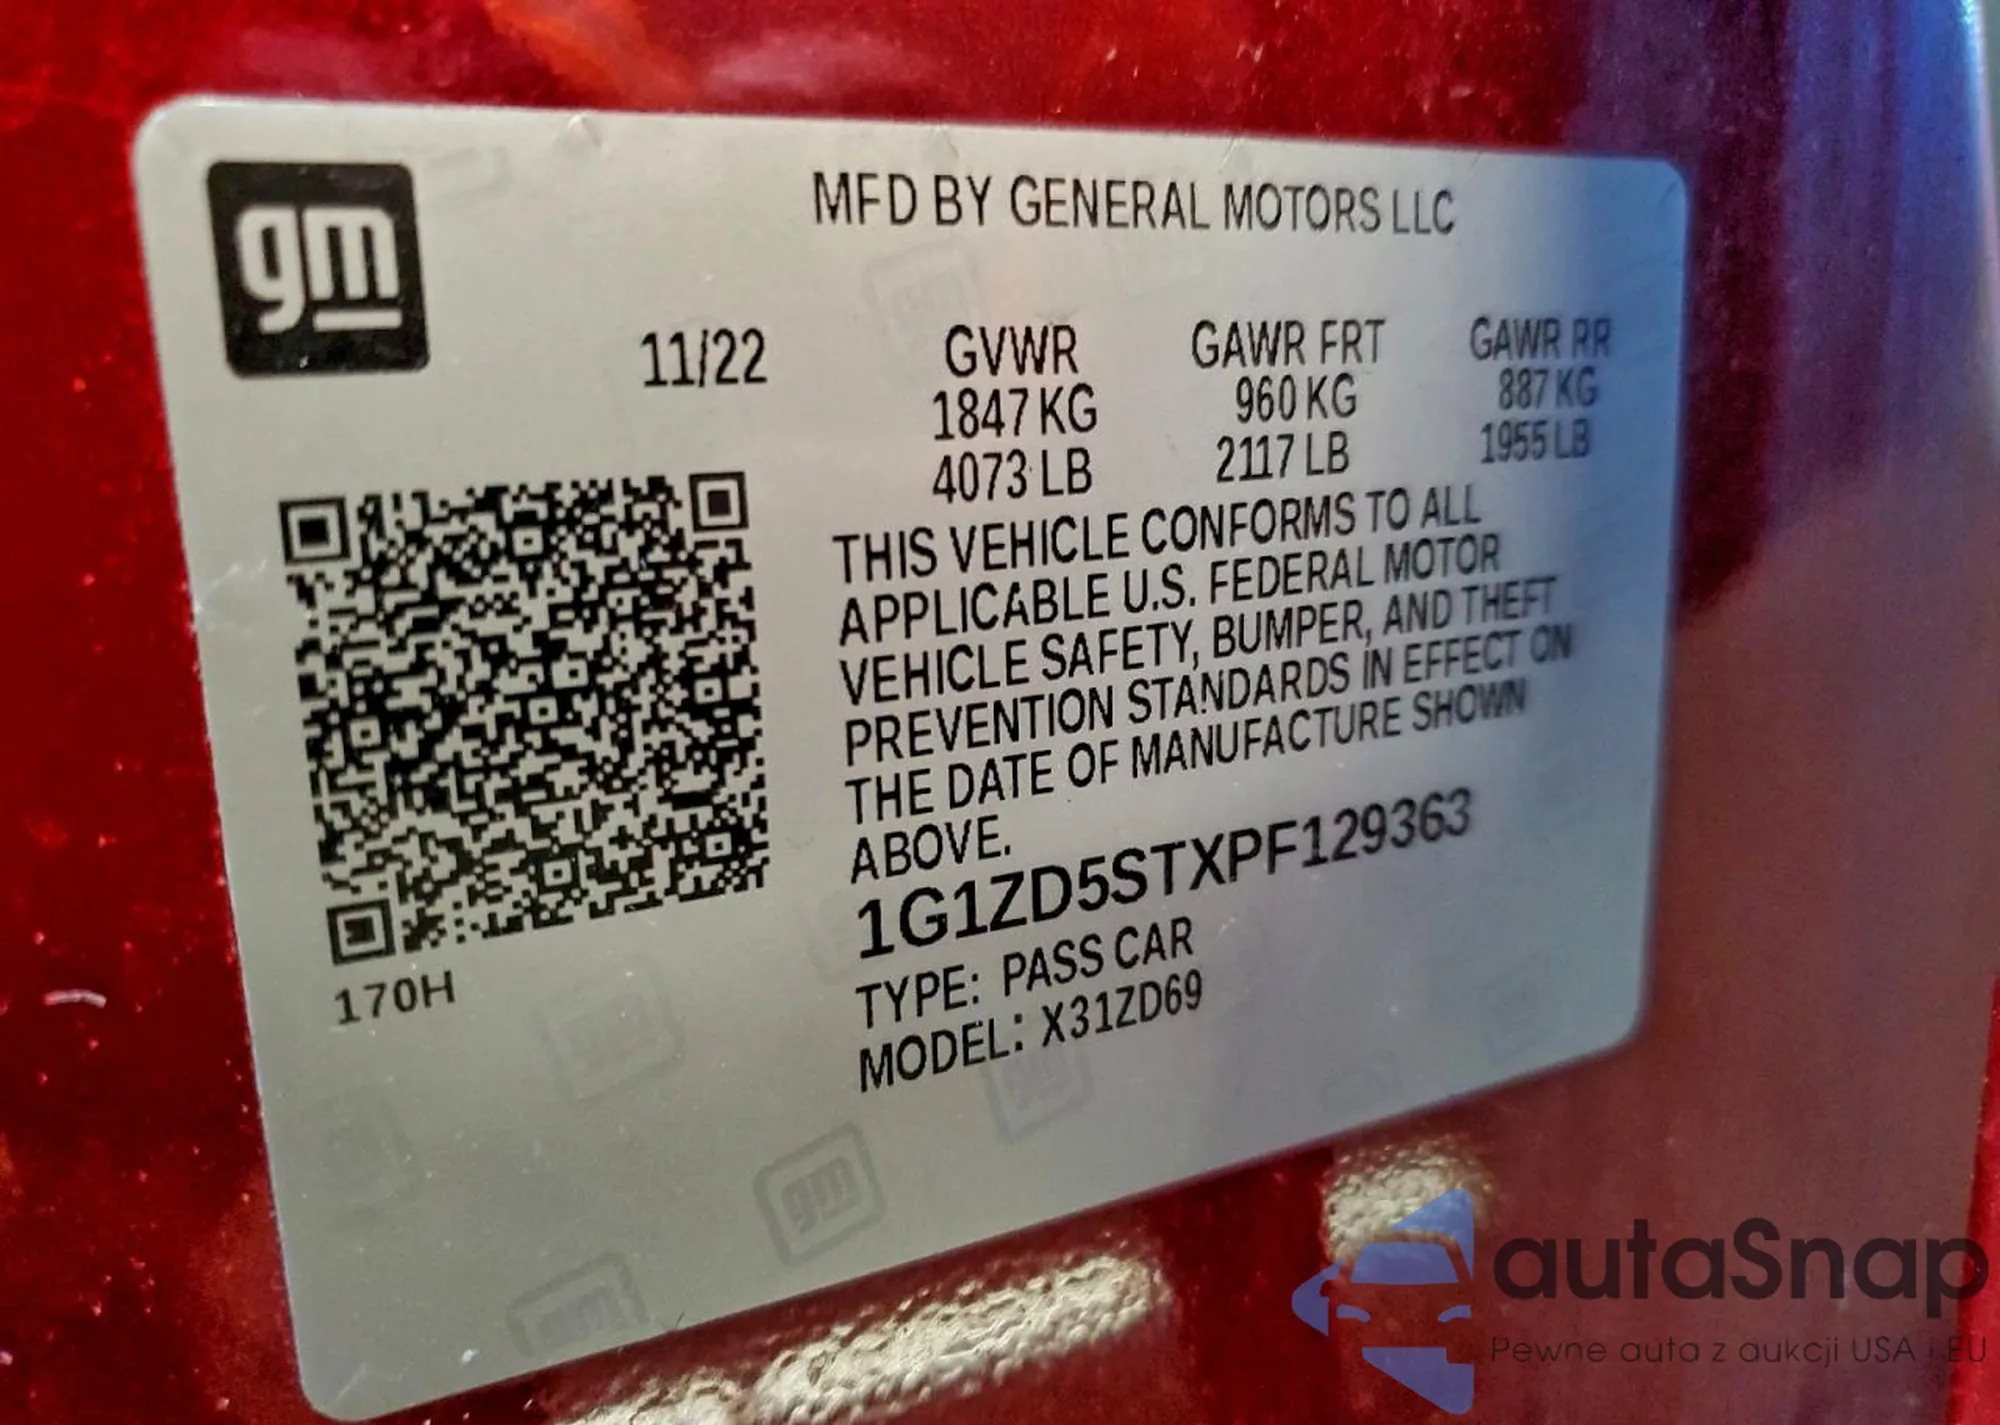 gm
MFD BY GENERAL MOTORS LLC
11/22
GVWR
1847 KG
4073 LB
GAWR FRT
960 KG
2117 LB
GAWR RR
887 KG
1955 LB
THIS VEHICLE CONFORMS TO ALL
APPLICABLE U.S. FEDERAL MOTOR
VEHICLE SAFETY, BUMPER, AND THEFT
PREVENTION STANDARDS IN EFFECT ON
THE DATE OF MANUFACTURE SHOWN
ABOVE.
1G1ZD5STXPF129363
TYPE: PASS CAR
MODEL: X31ZD69
170H
gm
autaSnap
Pewne auta z aukcji USA i EU